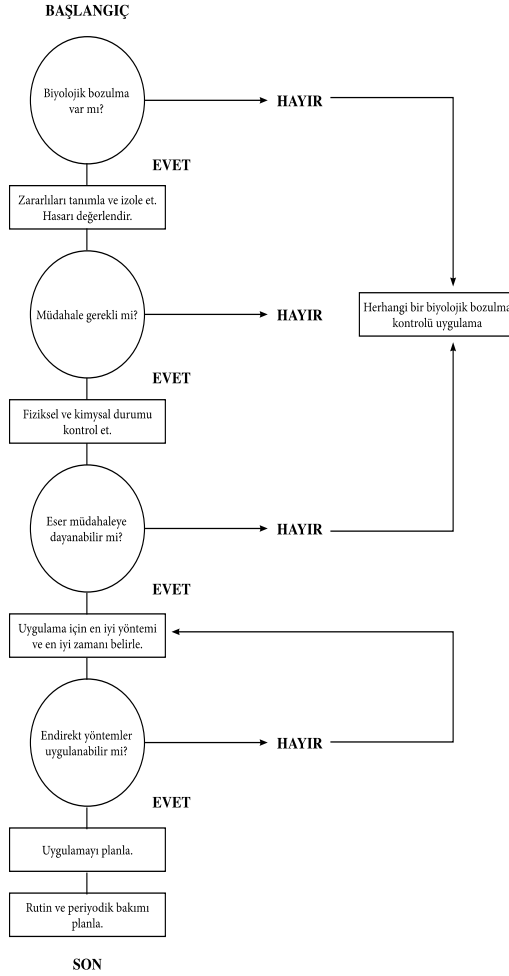 BAŞLANGIÇ
Biyolojik bozulma
var mı?
HAYIR
EVET
Zararlıları tanımla ve izole et.
Hasarı değerlendir.
Müdahale gerekli mi?
HAYIR
Herhangi bir biyolojik bozulma
kontrolü uygulama
EVET
Fiziksel ve kimysal durumu
kontrol et.
Eser müdahaleye
dayanabilir mi?
HAYIR
EVET
Uygulama için en iyi yöntemi
ve en iyi zamanı belirle.
Endirekt yöntemler
uygulanabilir mi?
HAYIR
EVET
Uygulamayı planla.
Rutin ve periyodik bakımı
planla.
SON